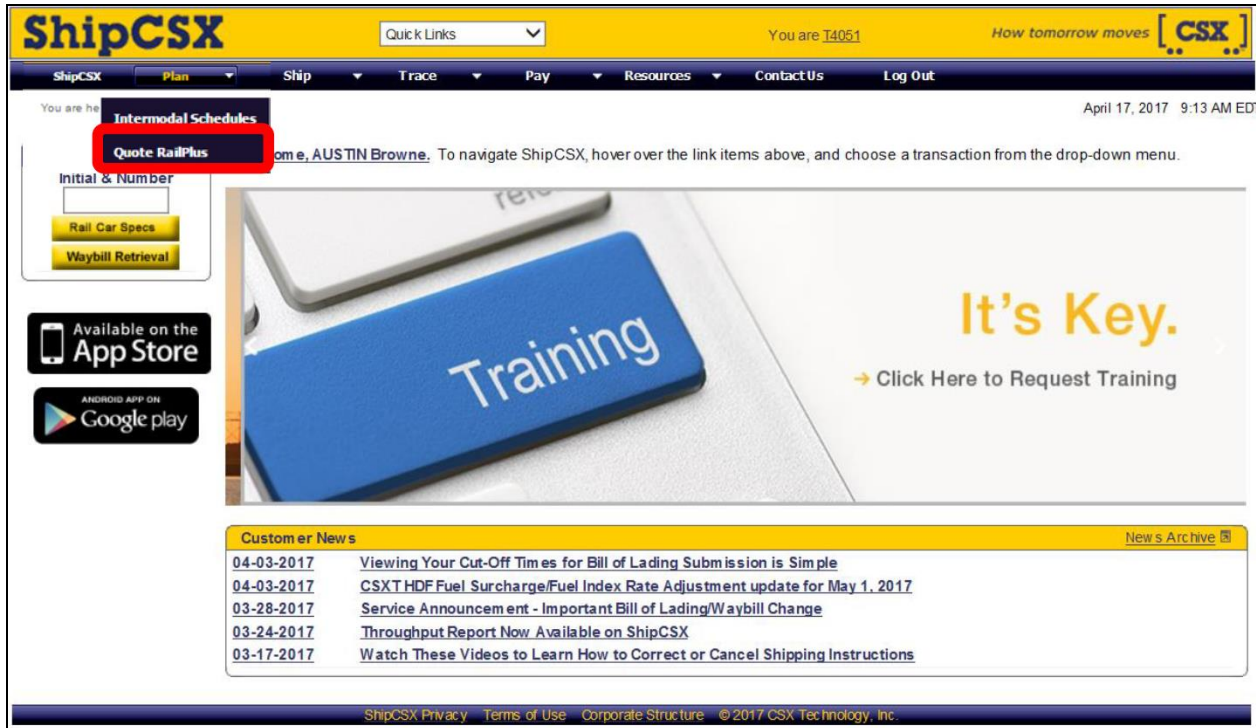 ShipCSX
Quick Links
You are T4051
How tomorrow moves [CSX]
ShipCSX Plan Ship Trace Pay Resources Contact Us Log Out
You are he
April 17, 2017 9:13 AM EDT
Intermodal Schedules
Quote RailPlus
ome, AUSTIN Browne. To navigate ShipCSX, hover over the link items above, and choose a transaction from the drop-down menu.
Initial & Number
Rail Car Specs
Waybill Retrieval
Available on the
App Store
ANDROID APP ON
Google play
Training
It's Key.
→ Click Here to Request Training
Customer News
News Archive
04-03-2017 Viewing Your Cut-Off Times for Bill of Lading Submission is Simple
04-03-2017 CSXT HDF Fuel Surcharge/Fuel Index Rate Adjustment update for May 1, 2017
03-28-2017 Service Announcement - Important Bill of Lading/Waybill Change
03-24-2017 Throughput Report Now Available on ShipCSX
03-17-2017 Watch These Videos to Learn How to Correct or Cancel Shipping Instructions
ShipCSX Privacy Terms of Use Corporate Structure © 2017 CSX Technology, Inc.